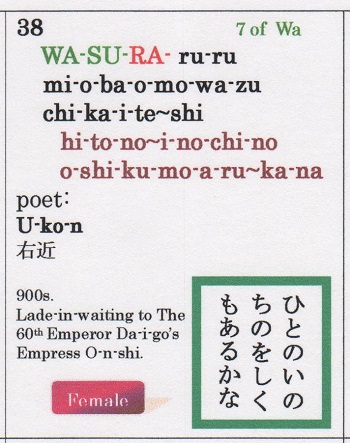 38
7 of Wa
WA-SU-RA- ru-ru
mi-o-ba-o-mo-wa-zu
chi-ka-i-te~shi
hi-to-no~i-no-chi-no
o-shi-ku-mo-a-ru~ka-na
poet:
U-ko-n
右近
900s.
Lade-in-waiting to The
60th Emperor Da-i-go's
Empress O-n-shi.
Female
ひとのいの
ちのをしく
もあるかな